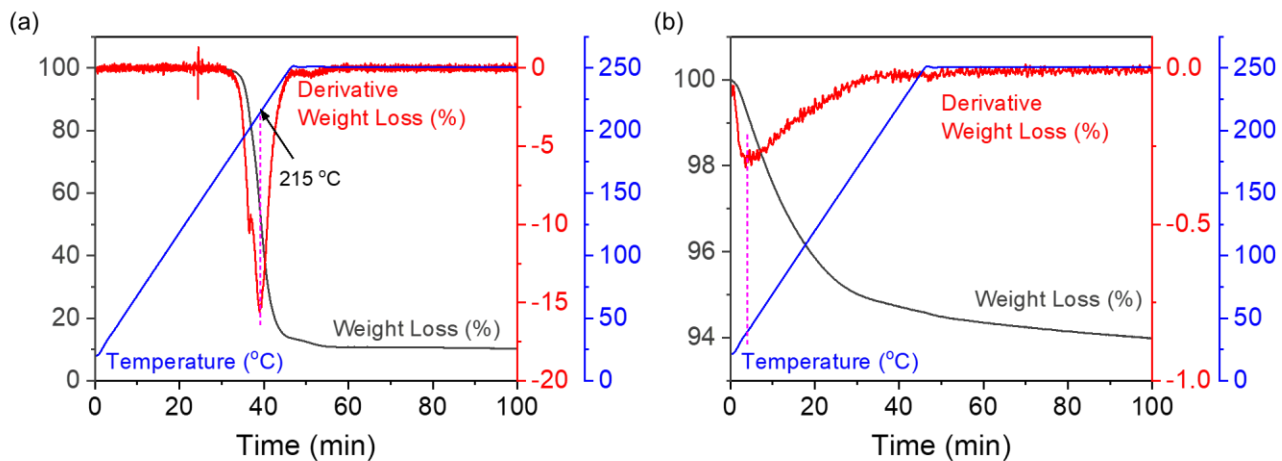 (a)
100
80
60
40
20
0
0
-5
-10
-15
-20
250
200
150
100
50
0
Derivative
Weight Loss (%)
215 °C
Weight Loss (%)
Temperature (°C)
0 20 40 60 80 100
Time (min)
(b)
100
98
96
94
0.0
-0.5
-1.0
250
200
150
100
50
0
Derivative
Weight Loss (%)
Weight Loss (%)
Temperature (°C)
0 20 40 60 80 100
Time (min)